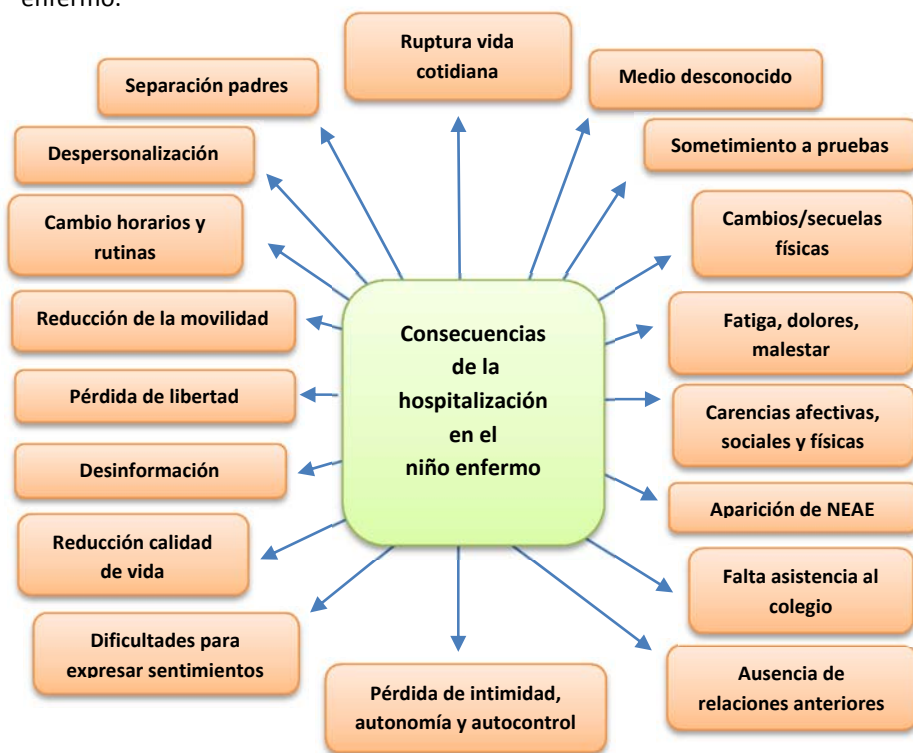 enfermo.
Ruptura vida
cotidiana
Separación padres
Medio desconocido
Despersonalización
Sometimiento a pruebas
Cambio horarios y
rutinas
Cambios/secuelas
físicas
Reducción de la movilidad
Fatiga, dolores,
malestar
Consecuencias
de la
hospitalización
en el
niño enfermo
Pérdida de libertad
Carencias afectivas,
sociales y físicas
Desinformación
Aparición de NEAE
Reducción calidad
de vida
Falta asistencia al
colegio
Dificultades para
expresar sentimientos
Ausencia de
relaciones anteriores
Pérdida de intimidad,
autonomía y autocontrol